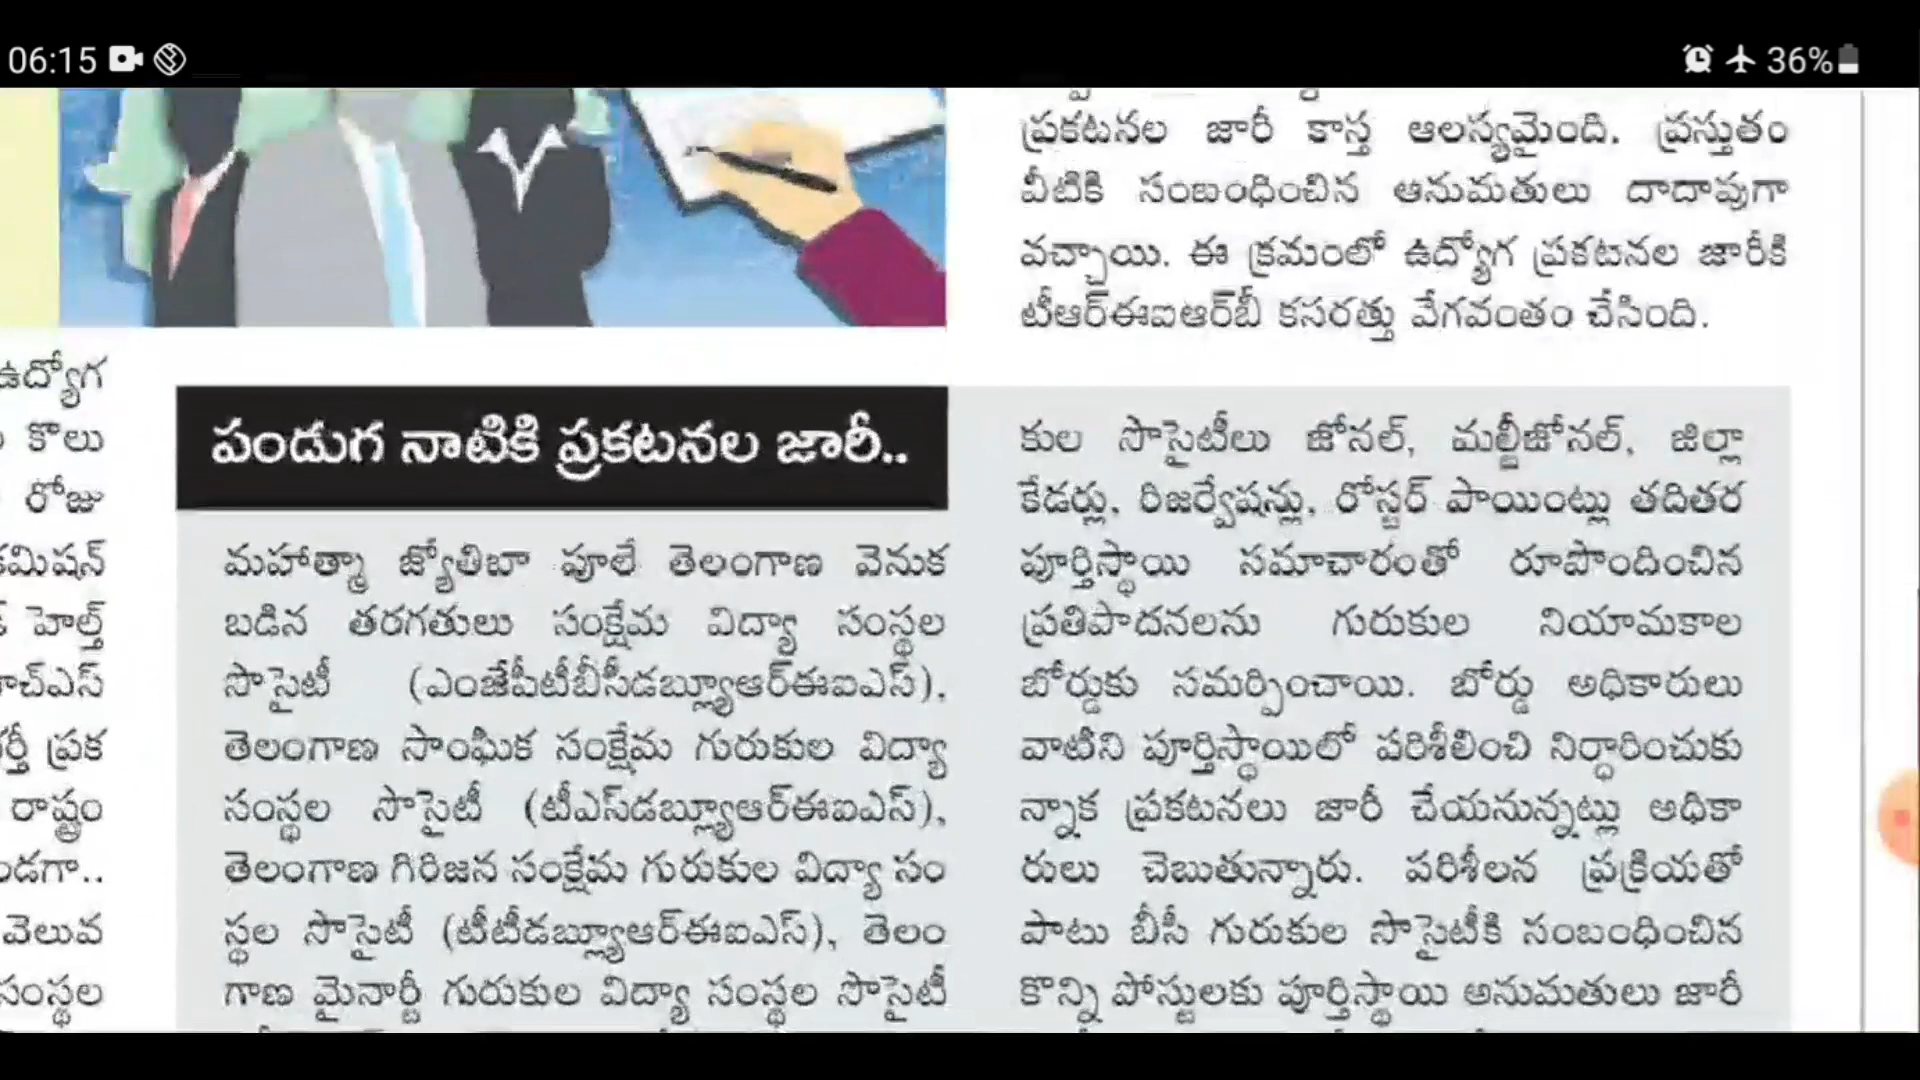 06:15
36%
ఉద్యోగ
కొలు
రోజు
కమిషన్
హెల్త్
ర్తీ ప్రక
రాష్ట్రం
డగా..
వెలువ
సంస్థల
పండుగ నాటికి ప్రకటనల జారీ..
మహాత్మా జ్యోతిబా పూలే తెలంగాణ వెనుక
బడిన తరగతులు సంక్షేమ విద్యా సంస్థల
సొసైటీ (ఎంజేపీటీబీసీడబ్ల్యూఆర్ఈఐఎస్),
తెలంగాణ సాంఘిక సంక్షేమ గురుకుల విద్యా
సంస్థల సొసైటీ (టీఎస్‌డబ్ల్యూఆర్ఈఐఎస్),
తెలంగాణ గిరిజన సంక్షేమ గురుకుల విద్యా సం
స్థల సొసైటీ (టీటీడబ్ల్యూఆర్ఈఐఎస్), తెలం
గాణ మైనార్టీ గురుకుల విద్యా సంస్థల సొసైటీ
ప్రకటనల జారీ కాస్త ఆలస్యమైంది. ప్రస్తుతం
వీటికి సంబంధించిన ఆనుమతులు దాదాపుగా
వచ్చాయి. ఈ క్రమంలో ఉద్యోగ ప్రకటనల జారీకి
టీఆర్ఈఐఆర్‌బీ కసరత్తు వేగవంతం చేసింది.
కుల సొసైటీలు జోనల్, మల్టీజోనల్, జిల్లా
కేడర్లు, రిజర్వేషన్లు, రోస్టర్ పాయింట్లు తదితర
పూర్తిస్థాయి సమాచారంతో రూపొందించిన
ప్రతిపాదనలను గురుకుల నియామకాల
బోర్డుకు సమర్పించాయి. బోర్డు అధికారులు
వాటిని పూర్తిస్థాయిలో పరిశీలించి నిర్ధారించుకు
న్నాక ప్రకటనలు జారీ చేయనున్నట్లు అధికా
రులు చెబుతున్నారు. పరిశీలన ప్రక్రియతో
పాటు బీసీ గురుకుల సొసైటీకి సంబంధించిన
కొన్ని పోస్టులకు పూర్తిస్థాయి అనుమతులు జారీ